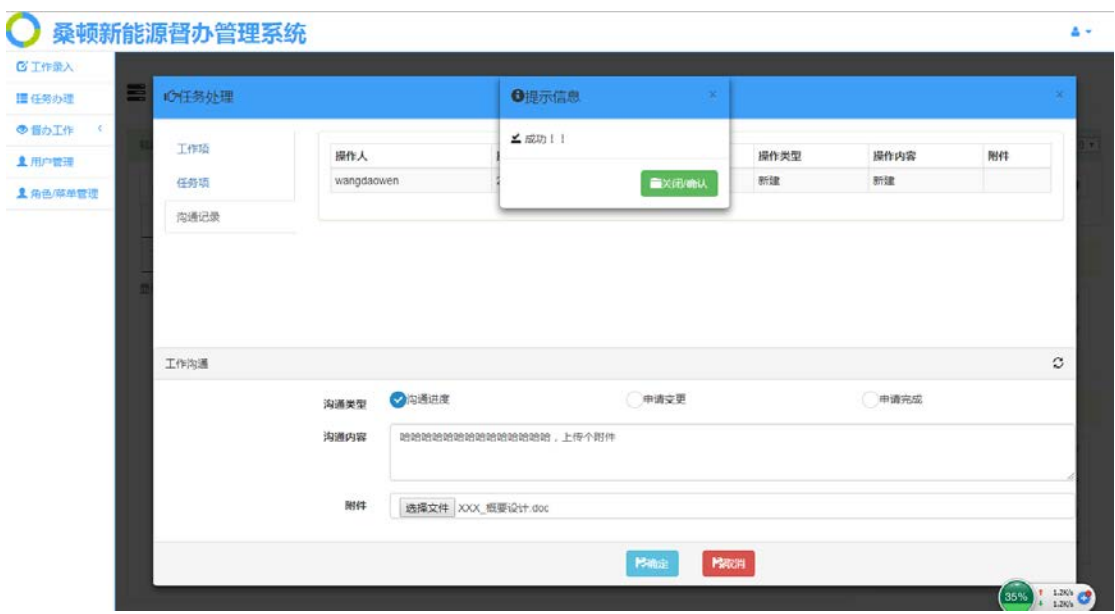 桑顿新能源督办管理系统
工作录入
任务办理
督办工作
用户管理
角色/菜单管理
任务处理
提示信息
×
×
成功！！
关闭/确认
工作项
任务项
沟通记录
操作人 操作类型 操作内容 附件
wangdaowen 新建 新建
工作沟通
沟通类型 沟通进度 申请变更 申请完成
沟通内容 哈哈哈哈哈哈哈哈哈哈哈哈哈哈，上传个附件
附件 选择文件 XXX_概要设计.doc
确定 取消
35% 1.2K/s
1.2K/s